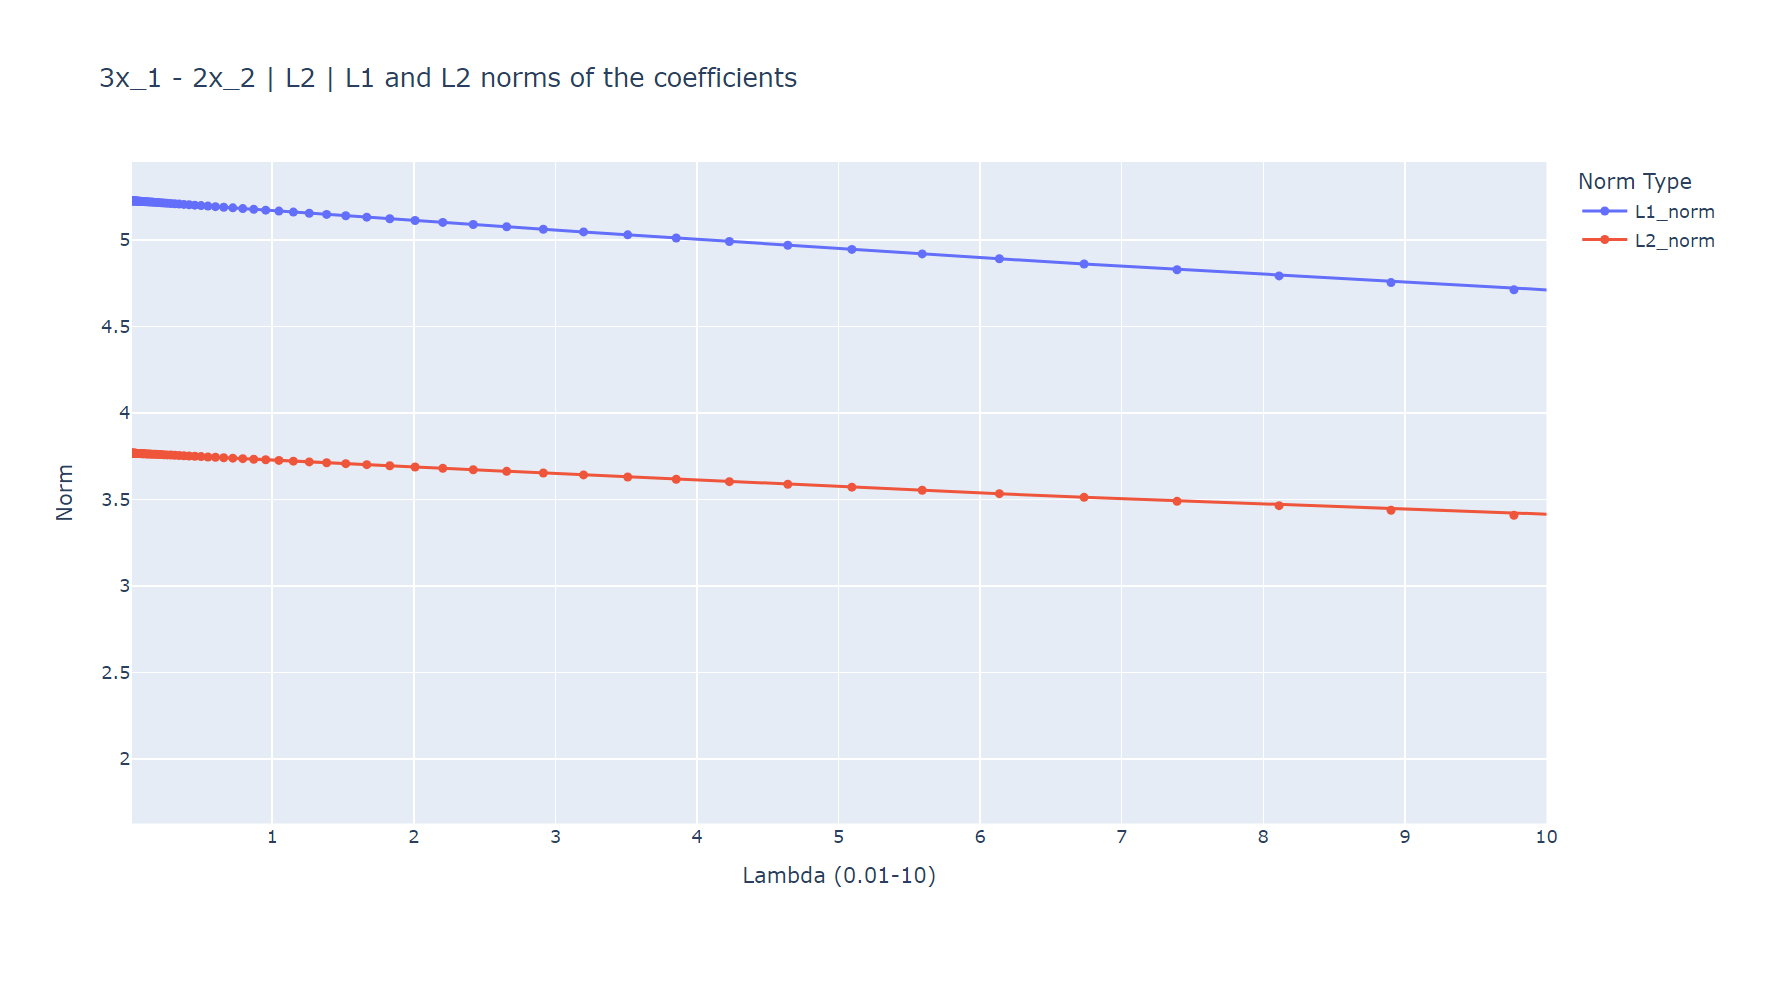 3x_1 - 2x_2 | L2 | L1 and L2 norms of the coefficients
Norm Type
L1_norm
L2_norm
5
4.5
4
3.5
3
2.5
2
Norm
1 2 3 4 5 6 7 8 9 10
Lambda (0.01-10)